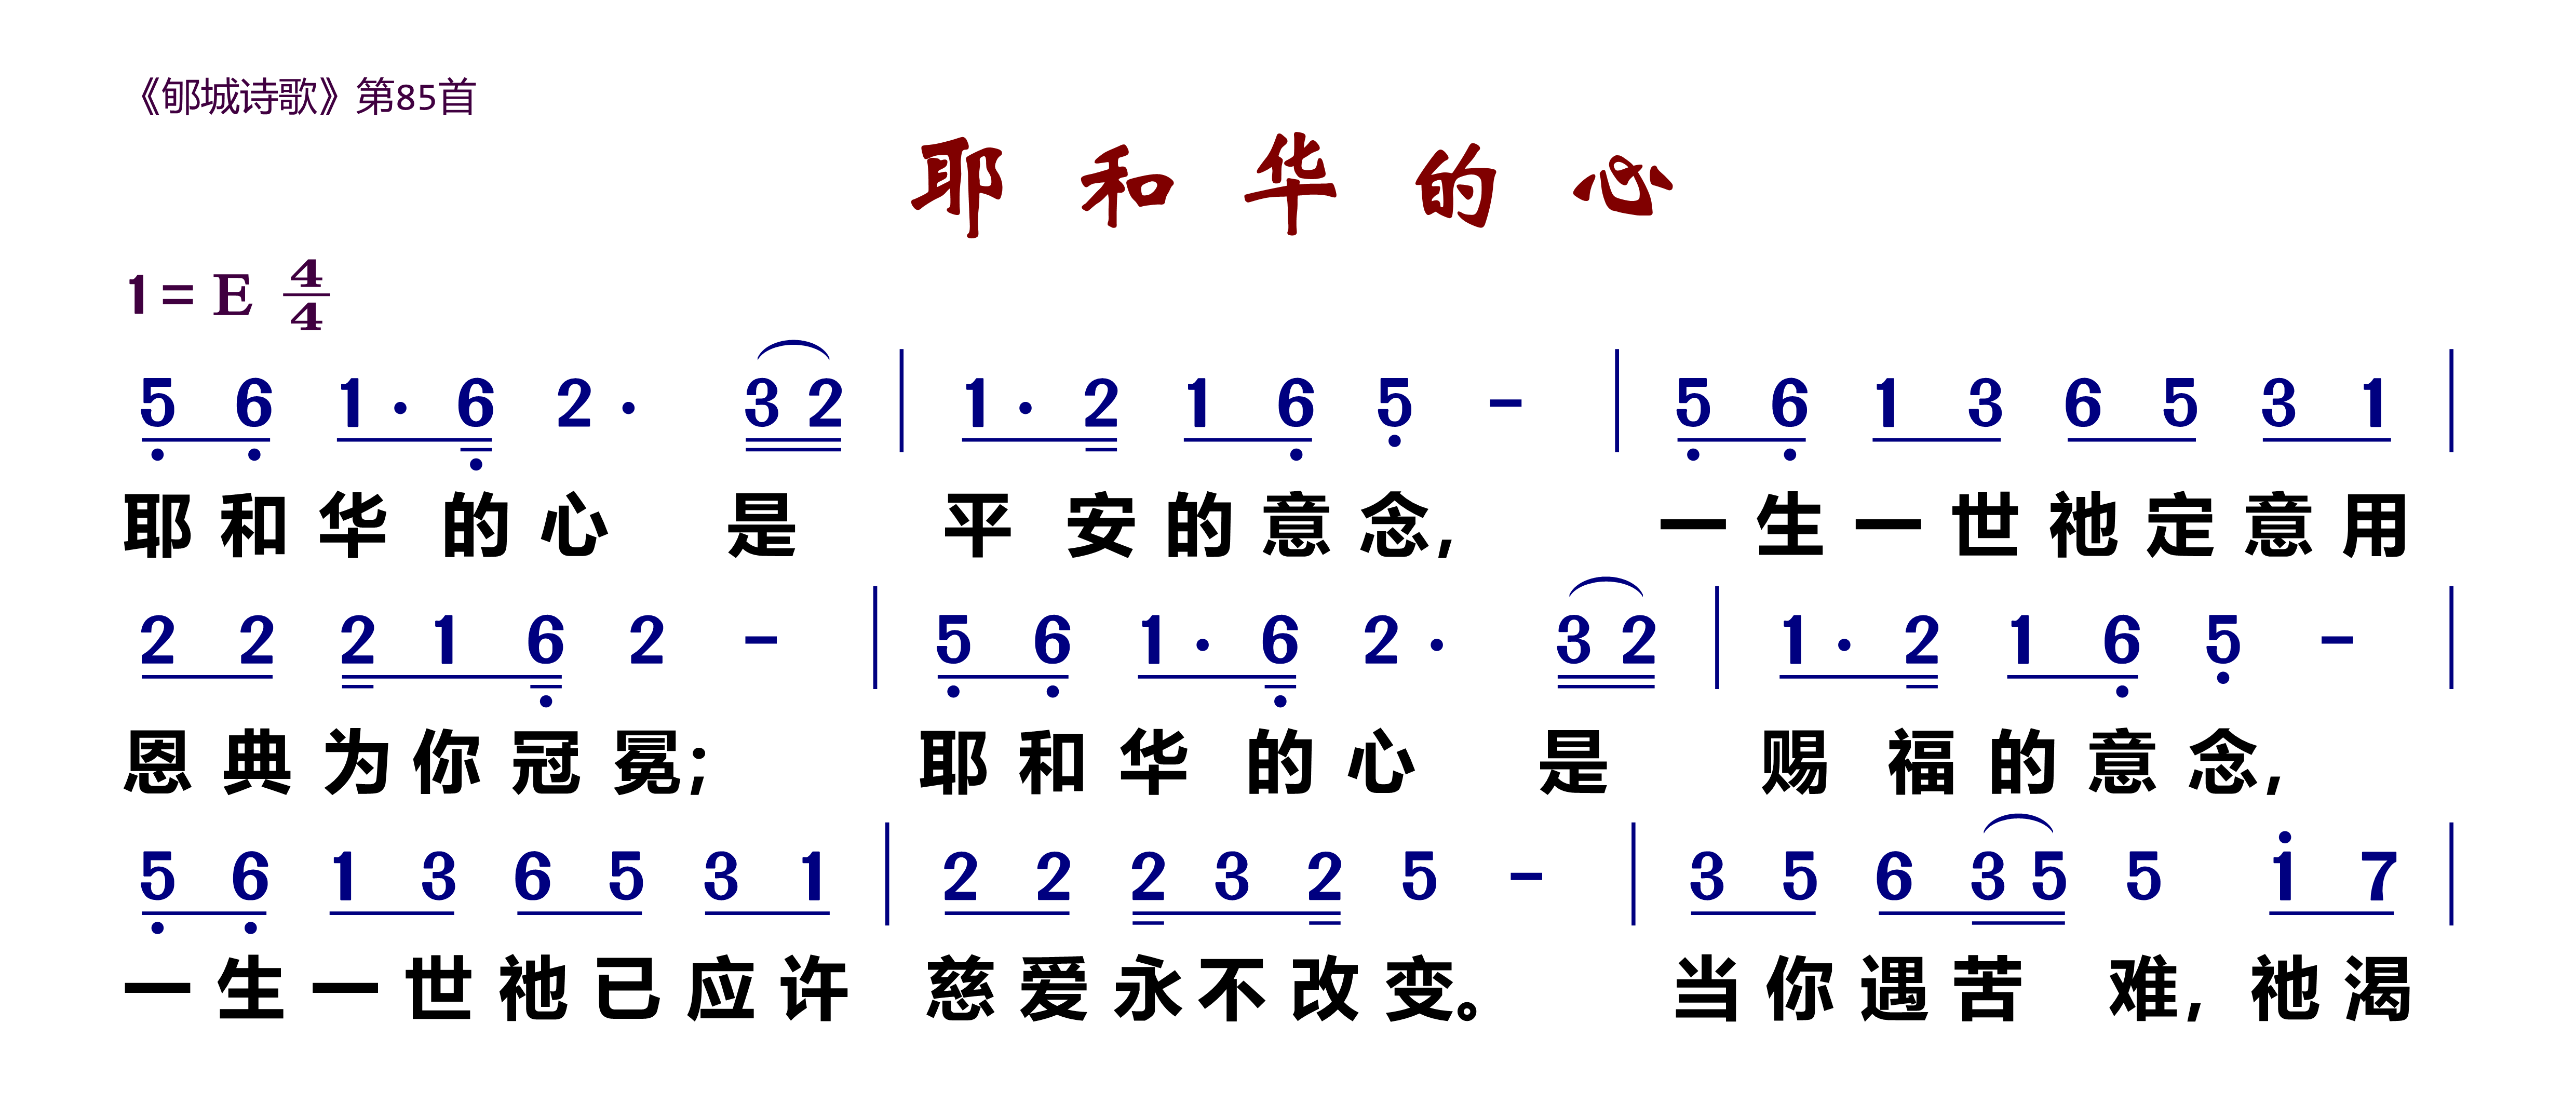 《郇城诗歌》第85首
耶和华的心
1=E 4/4
5 6 1· 6 2· 3 2 | 1· 2 1 6 5 - | 5 6 1 3 6 5 3 1 |
耶和华的心是平安的意念,一生一世祂定意用
2 2 2 1 6 2 - | 5 6 1· 6 2· 3 2 | 1· 2 1 6 5 - |
恩典为你冠冕;耶和华的心是赐福的意念,
5 6 1 3 6 5 3 1 | 2 2 2 3 2 5 - | 3 5 6 3 5 5 1 7 |
一生一世祂已应许慈爱永不改变。当你遇苦难,祂渴